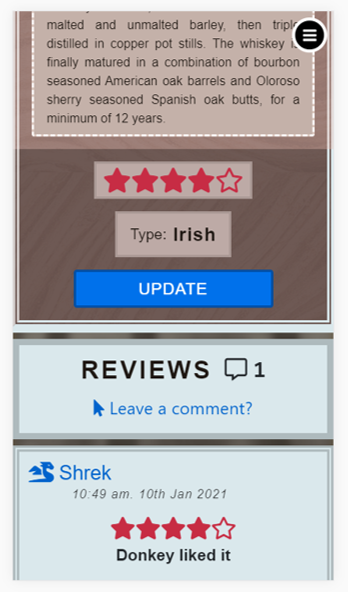 malted and unmalted barley, then triple
distilled in copper pot stills. The whiskey is
finally matured in a combination of bourbon
seasoned American oak barrels and Oloroso
sherry seasoned Spanish oak butts, for a
minimum of 12 years.
Type: Irish
UPDATE
REVIEWS 1
Leave a comment?
Shrek
10:49 am. 10th Jan 2021
Donkey liked it